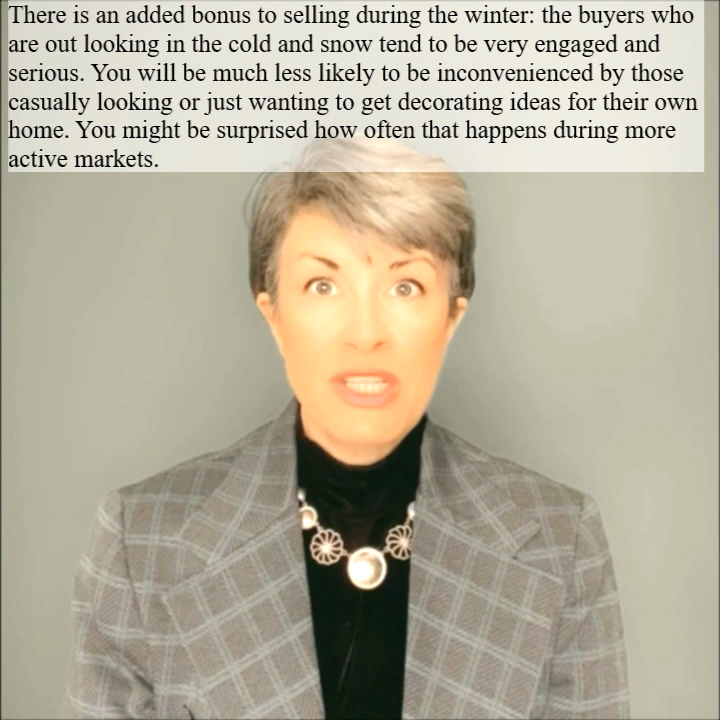 There is an added bonus to selling during the winter: the buyers who
are out looking in the cold and snow tend to be very engaged and
serious. You will be much less likely to be inconvenienced by those
casually looking or just wanting to get decorating ideas for their own
home. You might be surprised how often that happens during more
active markets.